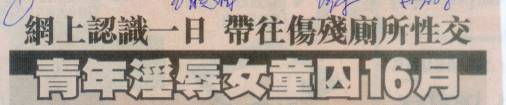 網上認識一日 帶往傷殘廁所性交
青年淫辱女童囚16月